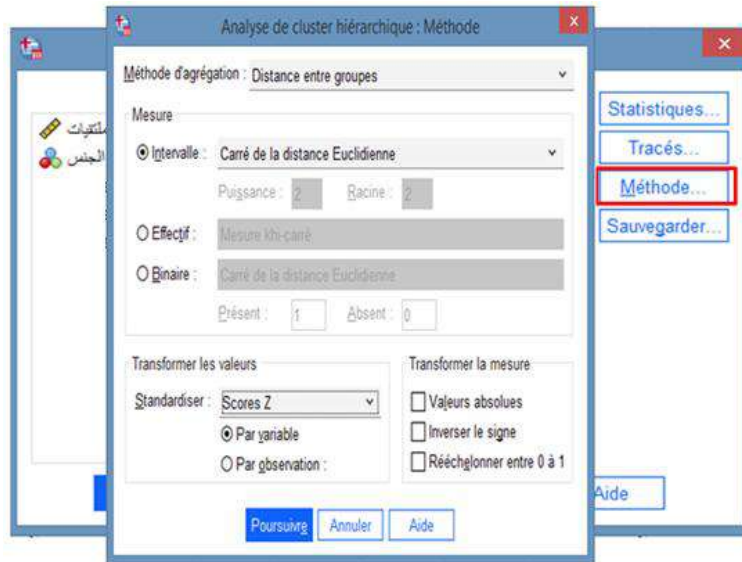 Analyse de cluster hiérarchique : Méthode
Méthode d'agrégation : Distance entre groupes
Mesure
Intervalle : Carré de la distance Euclidienne
Puissance : 2 Racine : 2
Effectif : Mesure khi-carré
Binaire : Carré de la distance Euclidienne
Présent : 1 Absent : 0
Transformer les valeurs
Standardiser : Scores Z
Par variable
Par observation :
Transformer la mesure
Valeurs absolues
Inverser le signe
Rééchelonner entre 0 à 1
Poursuivre Annuler Aide
الجنس
Statistiques...
Tracés...
Méthode...
Sauvegarder...
Aide